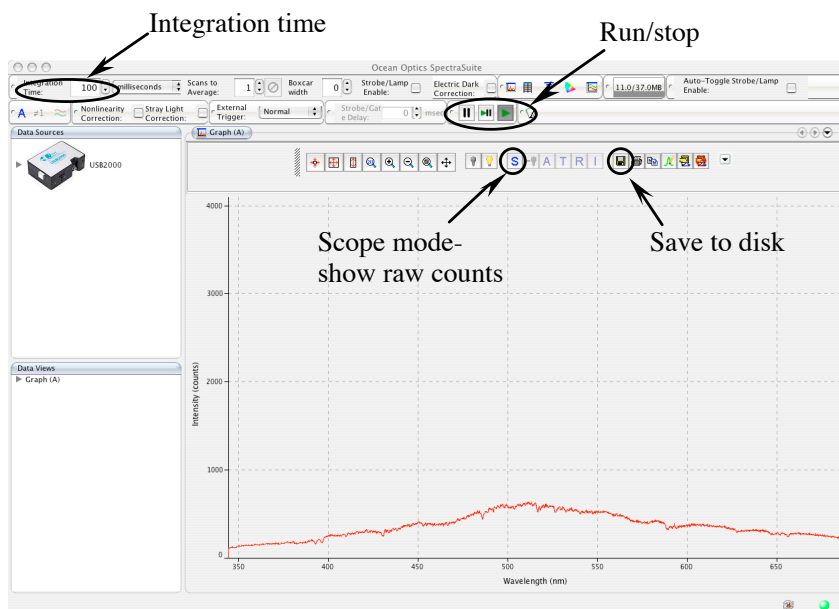 Integration time
Run/stop
Ocean Optics SpectraSuite
Integration Time: 100 milliseconds Scans to Average: 1 Boxcar width 0 Strobe/Lamp Enable: Electric Dark Correction: 11.0/37.0MB Auto-Toggle Strobe/Lamp Enable:
A ≠1 Nonlinearity Correction: Stray Light Correction: External Trigger: Normal Strobe/Gat e Delay: 0 msec
Data Sources
Graph (A)
USB2000
S A T R I
Scope mode-
show raw counts
Save to disk
4000
3000
2000
1000
0
Intensity (counts)
Data Views
Graph (A)
350 400 450 500 550 600 650
Wavelength (nm)